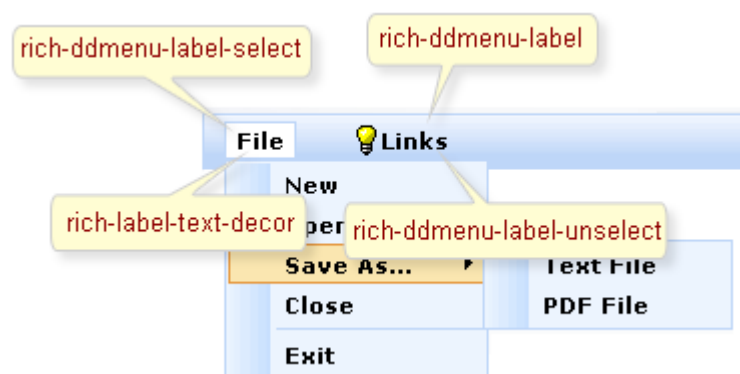 rich-ddmenu-label-select
rich-ddmenu-label
File
Links
New
rich-label-text-decor
rich-ddmenu-label-unselect
Save As...
Text File
Close
PDF File
Exit